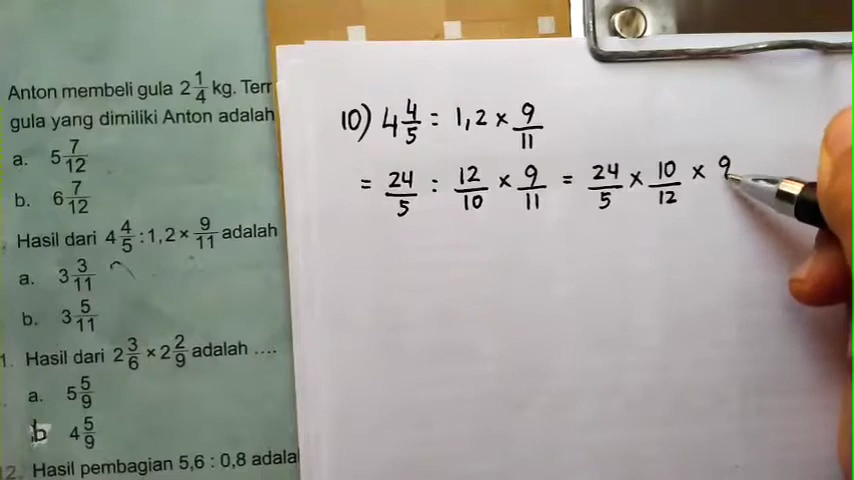 Anton membeli gula 2 1/4 kg. Terr
gula yang dimiliki Anton adalah
a. 5 7/12
b. 6 7/12
Hasil dari 4 4/5 : 1,2 × 9/11 adalah
a. 3 3/11
b. 3 5/11
1. Hasil dari 2 3/6 × 2 2/9 adalah ....
a. 5 5/9
b 4 5/9
12. Hasil pembagian 5,6 : 0,8 adala
10) 4 4/5 : 1,2 × 9/11
= 24/5 : 12/10 × 9/11 = 24/5 × 10/12 × 9